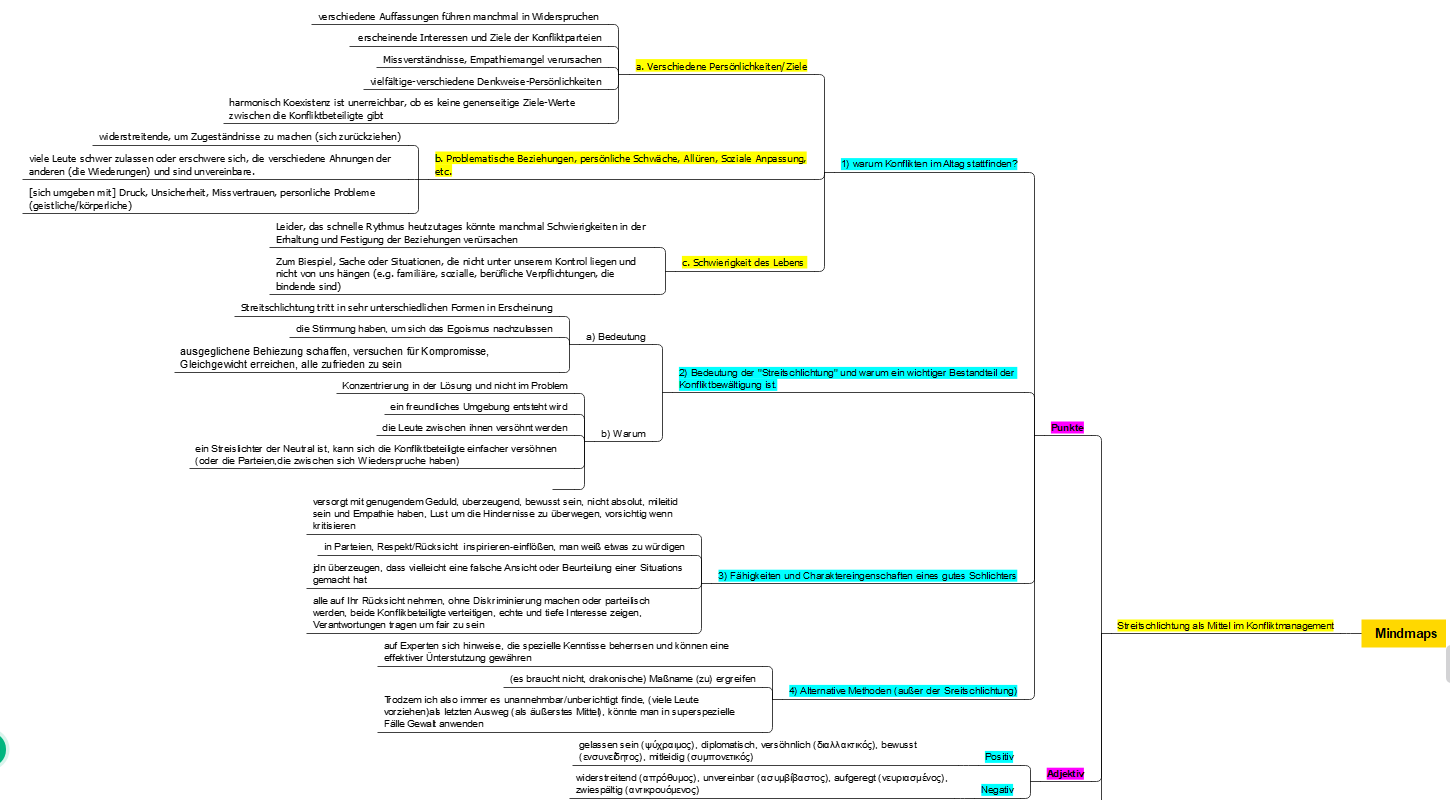 verschiedene Auffassungen führen manchmal in Widerspruchen
erscheinende Interessen und Ziele der Konfliktparteien
Missverständnisse, Empathiemangel verursachen
vielfältige-verschiedene Denkweise-Persönlichkeiten
harmonisch Koexistenz ist unerreichbar, ob es keine generseitige Ziele-Werte
zwischen die Konfliktbeteiligte gibt
a. Verschiedene Persönlichkeiten/Ziele
widerstreitende, um Zugeständnisse zu machen (sich zurückziehen)
viele Leute schwer zulassen oder erschwere sich, die verschiedene Ahnungen der
anderen (die Wiederungen) und sind unvereinbare.
[sich umgeben mit] Druck, Unsicherheit, Missvertrauen, personliche Probleme
(geistliche/körperliche)
b. Problematische Beziehungen, persönliche Schwäche, Allüren, Soziale Anpassung,
etc.
1) warum Konflikten im Altag stattfinden?
Leider, das schnelle Rythmus heutzutages könnte manchmal Schwierigkeiten in der
Erhaltung und Festigung der Beziehungen verürsachen
Zum Biespiel, Sache oder Situationen, die nicht unter unserem Kontrol liegen und
nicht von uns hängen (e.g. familiäre, sozialle, berüfliche Verpflichtungen, die
bindende sind)
c. Schwierigkeit des Lebens
Streitschlichtung tritt in sehr unterschiedlichen Formen in Erscheinung
die Stimmung haben, um sich das Egoismus nachzulassen
ausgeglichene Behiezung schaffen, versuchen für Kompromisse,
Gleichgewicht erreichen, alle zufrieden zu sein
a) Bedeutung
2) Bedeutung der "Streitschlichtung" und warum ein wichtiger Bestandteil der
Konfliktbewältigung ist.
Konzentrierung in der Lösung und nicht im Problem
ein freundliches Umgebung entsteht wird
die Leute zwischen ihnen versöhnt werden
ein Streislichter der Neutral ist, kann sich die Konfliktbeteiligte einfacher versöhnen
(oder die Parteien,die zwischen sich Wiederspruche haben)
b) Warum
Punkte
versorgt mit genugendem Geduld, uberzeugend, bewusst sein, nicht absolut, mileitid
sein und Empathie haben, Lust um die Hindernisse zu überwegen, vorsichtig wenn
kritisieren
in Parteien, Respekt/Rücksicht inspirieren-einflößen, man weiß etwas zu würdigen
jdn überzeugen, dass vielleicht eine falsche Ansicht oder Beurteilung einer Situations
gemacht hat
alle auf Ihr Rücksicht nehmen, ohne Diskriminierung machen oder parteilisch
werden, beide Konflikbeteiligte verteitigen, echte und tiefe Interesse zeigen,
Verantwortungen tragen um fair zu sein
3) Fähigkeiten und Charaktereingenschaften eines gutes Schlichters
Streitschlichtung als Mittel im Konfliktmanagement
Mindmaps
auf Experten sich hinweise, die spezielle Kenntisse beherrsen und können eine
effektiver Ünterstutzung gewähren
(es braucht nicht, drakonische) Maßname (zu) ergreifen
Trodzem ich also immer es unannehmbar/unberichtigt finde, (viele Leute
vorziehen)als letzten Ausweg (als äußerstes Mittel), könnte man in superspezielle
Fälle Gewalt anwenden
4) Alternative Methoden (außer der Sreitschlichtung)
gelassen sein (ψύχραιμος), diplomatisch, versöhnlich (διαλλακτικός), bewusst
(ενσυνείδητος), mitleidig (συμπονετικός)
Positiv
widerstreitend (απρόθυμος), unvereinbar (ασυμβίβαστος), aufgeregt (νευριασμένος),
zwiespältig (αντικρουόμενος)
Negativ
Adjektiv